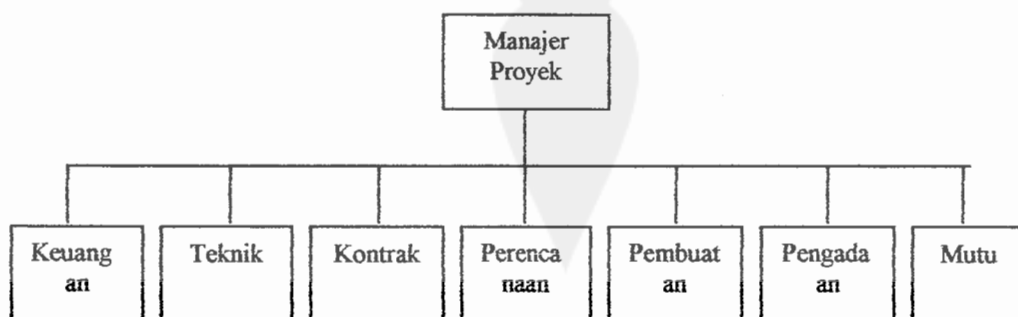 Manajer
Proyek
Keuang
an
Teknik
Kontrak
Perenca
naan
Pembuat
an
Pengada
an
Mutu